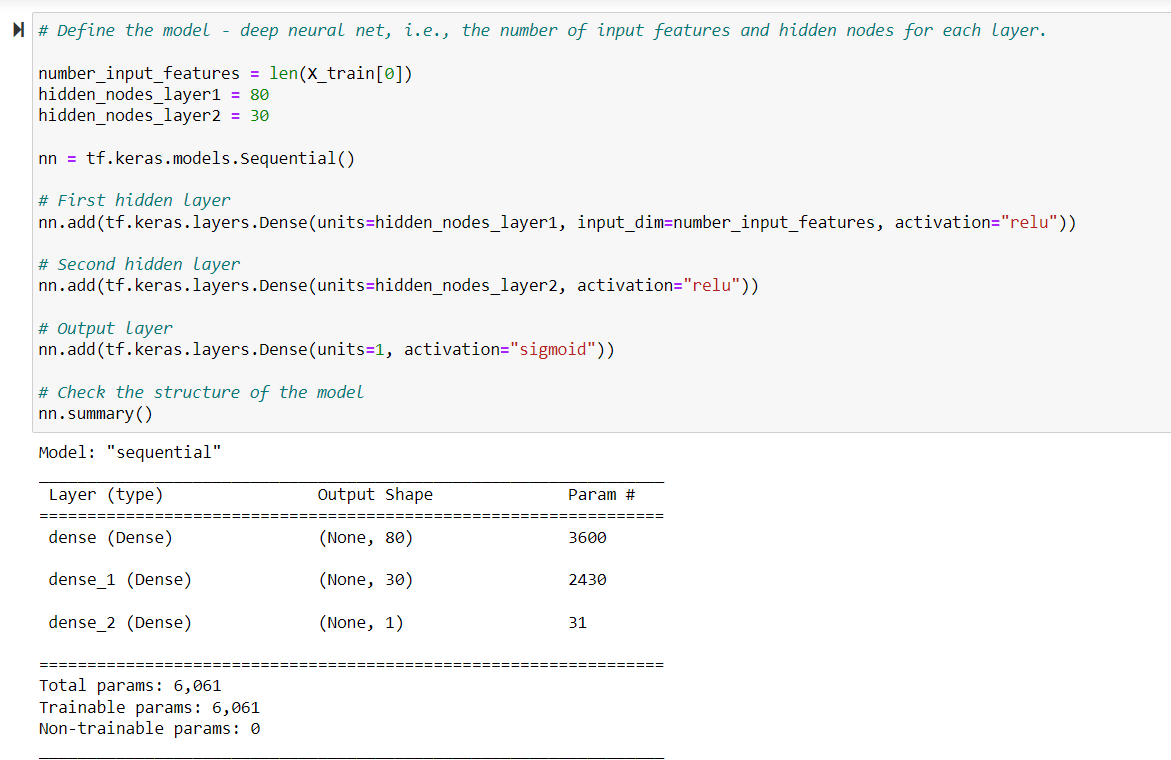 # Define the model - deep neural net, i.e., the number of input features and hidden nodes for each layer.
number_input_features = len(X_train[0])
hidden_nodes_layer1 = 80
hidden_nodes_layer2 = 30
nn = tf.keras.models.Sequential()
# First hidden layer
nn.add(tf.keras.layers.Dense(units=hidden_nodes_layer1, input_dim=number_input_features, activation="relu"))
# Second hidden layer
nn.add(tf.keras.layers.Dense(units=hidden_nodes_layer2, activation="relu"))
# Output layer
nn.add(tf.keras.layers.Dense(units=1, activation="sigmoid"))
# Check the structure of the model
nn.summary()
Model: "sequential"
_________________________________________________________________
Layer (type) Output Shape Param #
=================================================================
dense (Dense) (None, 80) 3600
dense_1 (Dense) (None, 30) 2430
dense_2 (Dense) (None, 1) 31
=================================================================
Total params: 6,061
Trainable params: 6,061
Non-trainable params: 0
_________________________________________________________________